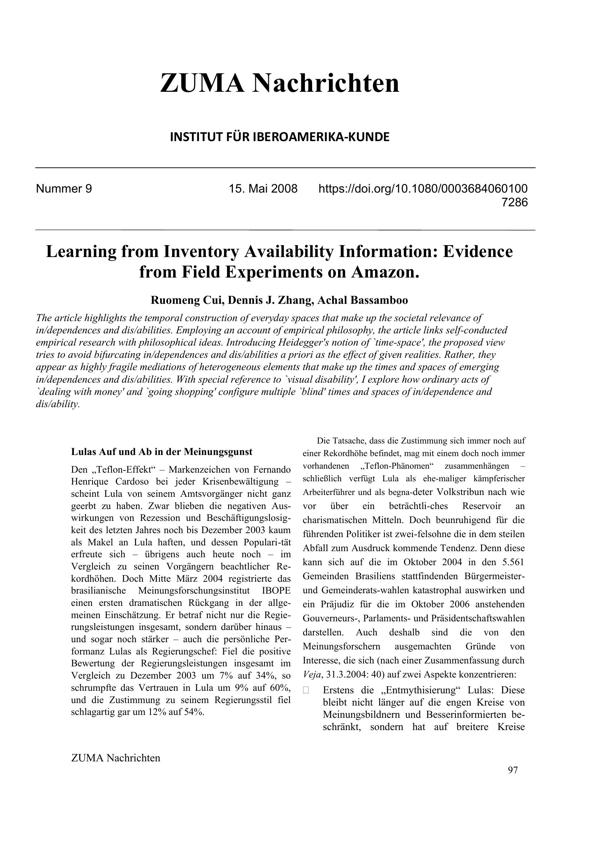 ZUMA Nachrichten
INSTITUT FÜR IBEROAMERIKA-KUNDE
Nummer 9
15. Mai 2008
https://doi.org/10.1080/0003684060100
7286
Learning from Inventory Availability Information: Evidence
from Field Experiments on Amazon.
Ruomeng Cui, Dennis J. Zhang, Achal Bassamboo
The article highlights the temporal construction of everyday spaces that make up the societal relevance of
in/dependences and dis/abilities. Employing an account of empirical philosophy, the article links self-conducted
empirical research with philosophical ideas. Introducing Heidegger's notion of `time-space', the proposed view
tries to avoid bifurcating in/dependences and dis/abilities a priori as the effect of given realities. Rather, they
appear as highly fragile mediations of heterogeneous elements that make up the times and spaces of emerging
in/dependences and dis/abilities. With special reference to `visual disability', I explore how ordinary acts of
`dealing with money' and `going shopping' configure multiple `blind' times and spaces of in/dependence and
dis/ability.
Lulas Auf und Ab in der Meinungsgunst
Den „Teflon-Effekt“ – Markenzeichen von Fernando
Henrique Cardoso bei jeder Krisenbewältigung –
scheint Lula von seinem Amtsvorgänger nicht ganz
geerbt zu haben. Zwar blieben die negativen Aus-
wirkungen von Rezession und Beschäftigungslosig-
keit des letzten Jahres noch bis Dezember 2003 kaum
als Makel an Lula haften, und dessen Populari-tät
erfreute sich – übrigens auch heute noch – im
Vergleich zu seinen Vorgängern beachtlicher Re-
kordhöhen. Doch Mitte März 2004 registrierte das
brasilianische Meinungsforschungsinstitut IBOPE
einen ersten dramatischen Rückgang in der allge-
meinen Einschätzung. Er betraf nicht nur die Regie-
rungsleistungen insgesamt, sondern darüber hinaus –
und sogar noch stärker – auch die persönliche Per-
formanz Lulas als Regierungschef: Fiel die positive
Bewertung der Regierungsleistungen insgesamt im
Vergleich zu Dezember 2003 um 7% auf 34%, so
schrumpfte das Vertrauen in Lula um 9% auf 60%,
und die Zustimmung zu seinem Regierungsstil fiel
schlagartig gar um 12% auf 54%.
Die Tatsache, dass die Zustimmung sich immer noch auf
einer Rekordhöhe befindet, mag mit einem doch noch immer
vorhandenen „Teflon-Phänomen“ zusammenhängen –
schließlich verfügt Lula als ehe-maliger kämpferischer
Arbeiterführer und als begna-deter Volkstribun nach wie
vor über ein beträchtli-ches Reservoir an
charismatischen Mitteln. Doch beunruhigend für die
führenden Politiker ist zwei-felsohne die in dem steilen
Abfall zum Ausdruck kommende Tendenz. Denn diese
kann sich auf die im Oktober 2004 in den 5.561
Gemeinden Brasiliens stattfindenden Bürgermeister-
und Gemeinderats-wahlen katastrophal auswirken und
ein Präjudiz für die im Oktober 2006 anstehenden
Gouverneurs-, Parlaments- und Präsidentschaftswahlen
darstellen. Auch deshalb sind die von den
Meinungsforschern ausgemachten Gründe von
Interesse, die sich (nach einer Zusammenfassung durch
Veja, 31.3.2004: 40) auf zwei Aspekte konzentrieren:
Erstens die „Entmythisierung“ Lulas: Diese
bleibt nicht länger auf die engen Kreise von
Meinungsbildnern und Besserinformierten be-
schränkt, sondern hat auf breitere Kreise
ZUMA Nachrichten
97